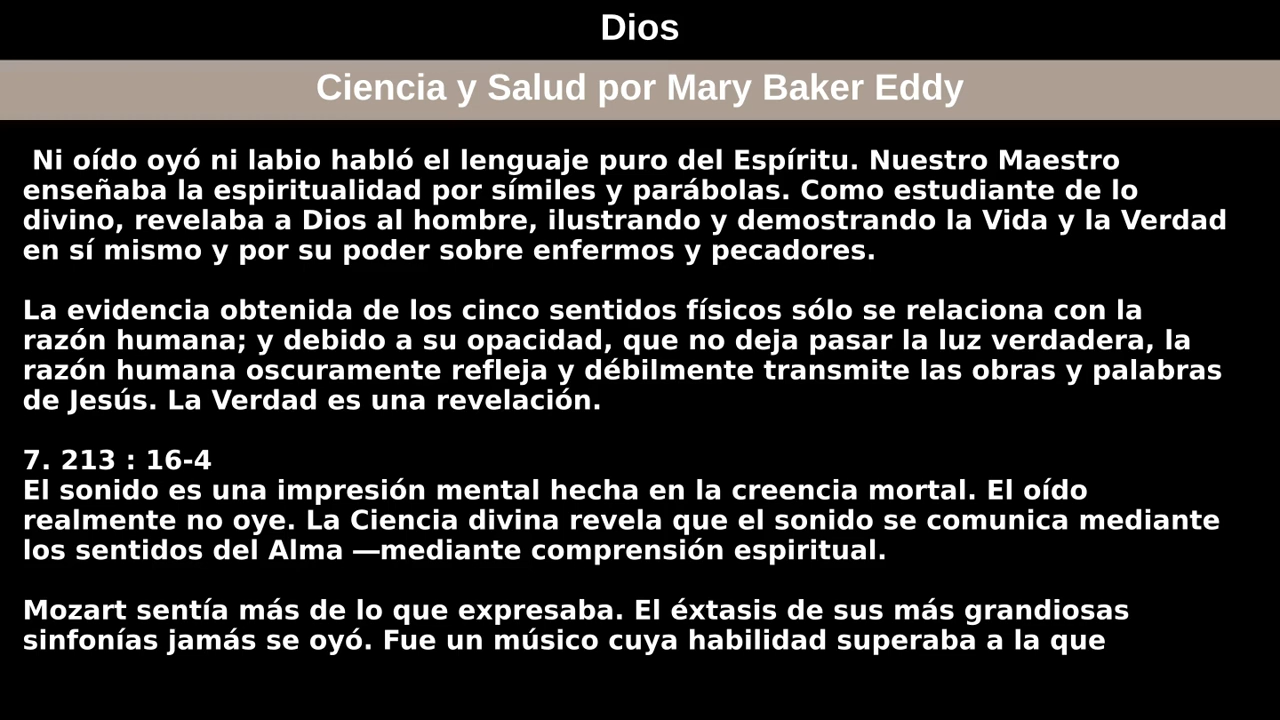 Dios
Ciencia y Salud por Mary Baker Eddy
Ni oído oyó ni labio habló el lenguaje puro del Espíritu. Nuestro Maestro
enseñaba la espiritualidad por símiles y parábolas. Como estudiante de lo
divino, revelaba a Dios al hombre, ilustrando y demostrando la Vida y la Verdad
en sí mismo y por su poder sobre enfermos y pecadores.
La evidencia obtenida de los cinco sentidos físicos sólo se relaciona con la
razón humana; y debido a su opacidad, que no deja pasar la luz verdadera, la
razón humana oscuramente refleja y débilmente transmite las obras y palabras
de Jesús. La Verdad es una revelación.
7. 213 : 16-4
El sonido es una impresión mental hecha en la creencia mortal. El oído
realmente no oye. La Ciencia divina revela que el sonido se comunica mediante
los sentidos del Alma —mediante comprensión espiritual.
Mozart sentía más de lo que expresaba. El éxtasis de sus más grandiosas
sinfonías jamás se oyó. Fue un músico cuya habilidad superaba a la que